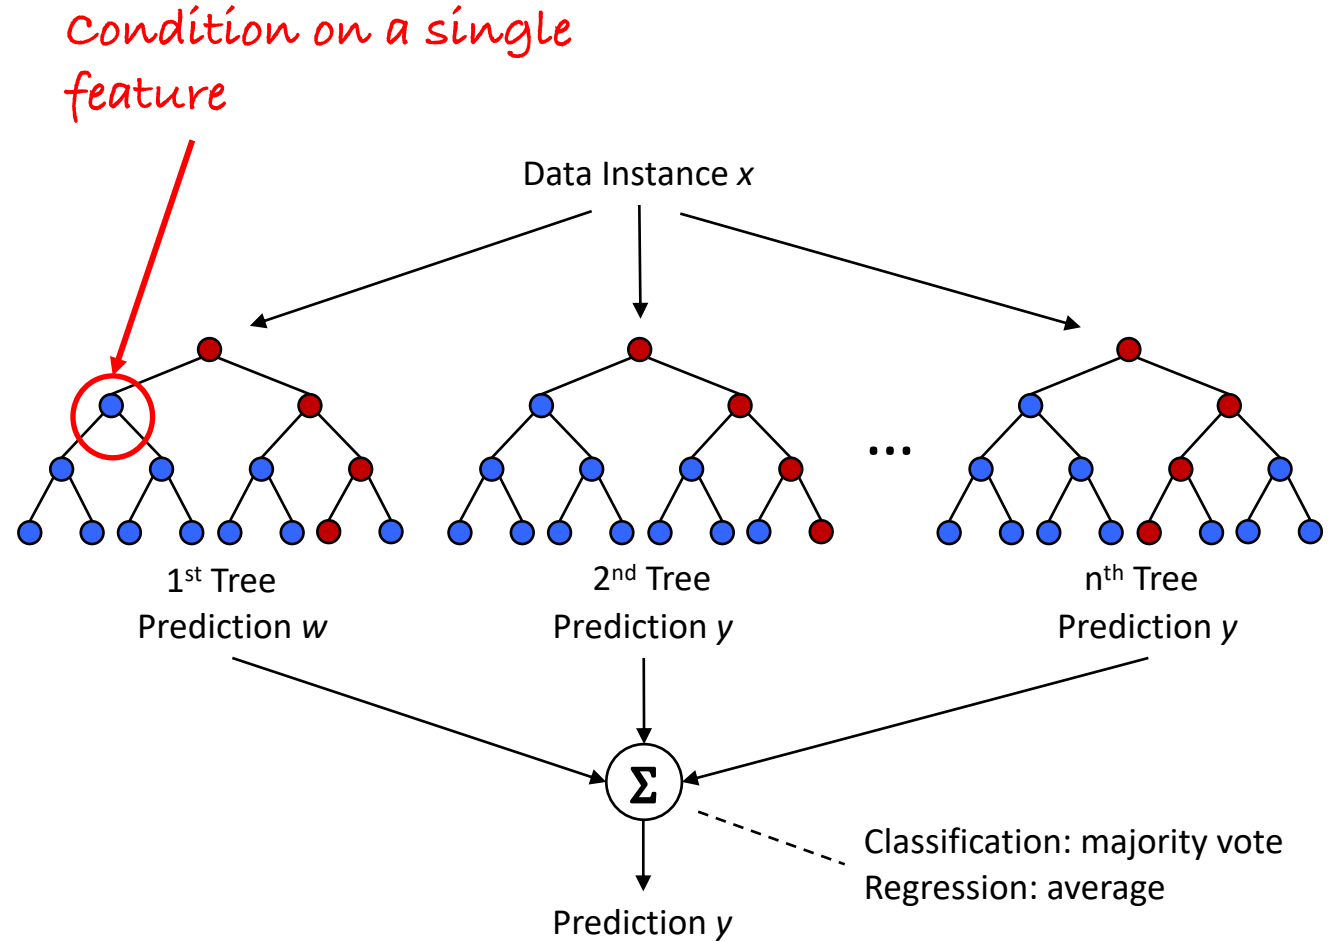 Condition on a single
feature
Data Instance x
...
1st Tree
Prediction w
2nd Tree
Prediction y
nth Tree
Prediction y
Σ
Classification: majority vote
Regression: average
Prediction y